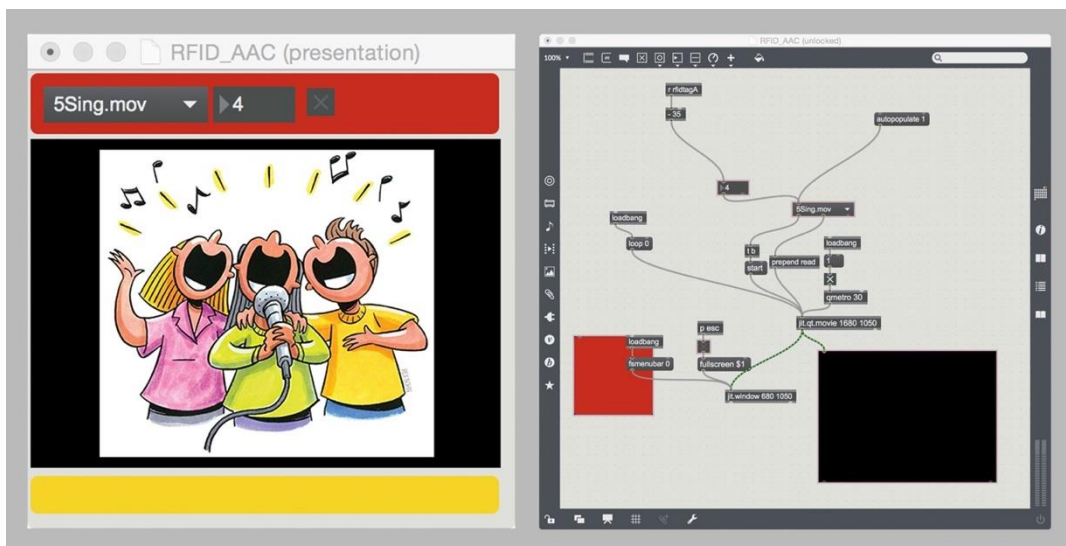 RFID_AAC (presentation)
5Sing.mov
4
RFID_AAC (unlocked)
100%
r rfidtagA
- 35
autopopulate 1
4
5Sing.mov
loadbang
loop 0
t b
start
prepend read
loadbang
1
qmetro 30
jit.qt.movie 1680 1050
p esc
loadbang
fsmenubar 0
fullscreen $1
jit.window 680 1050